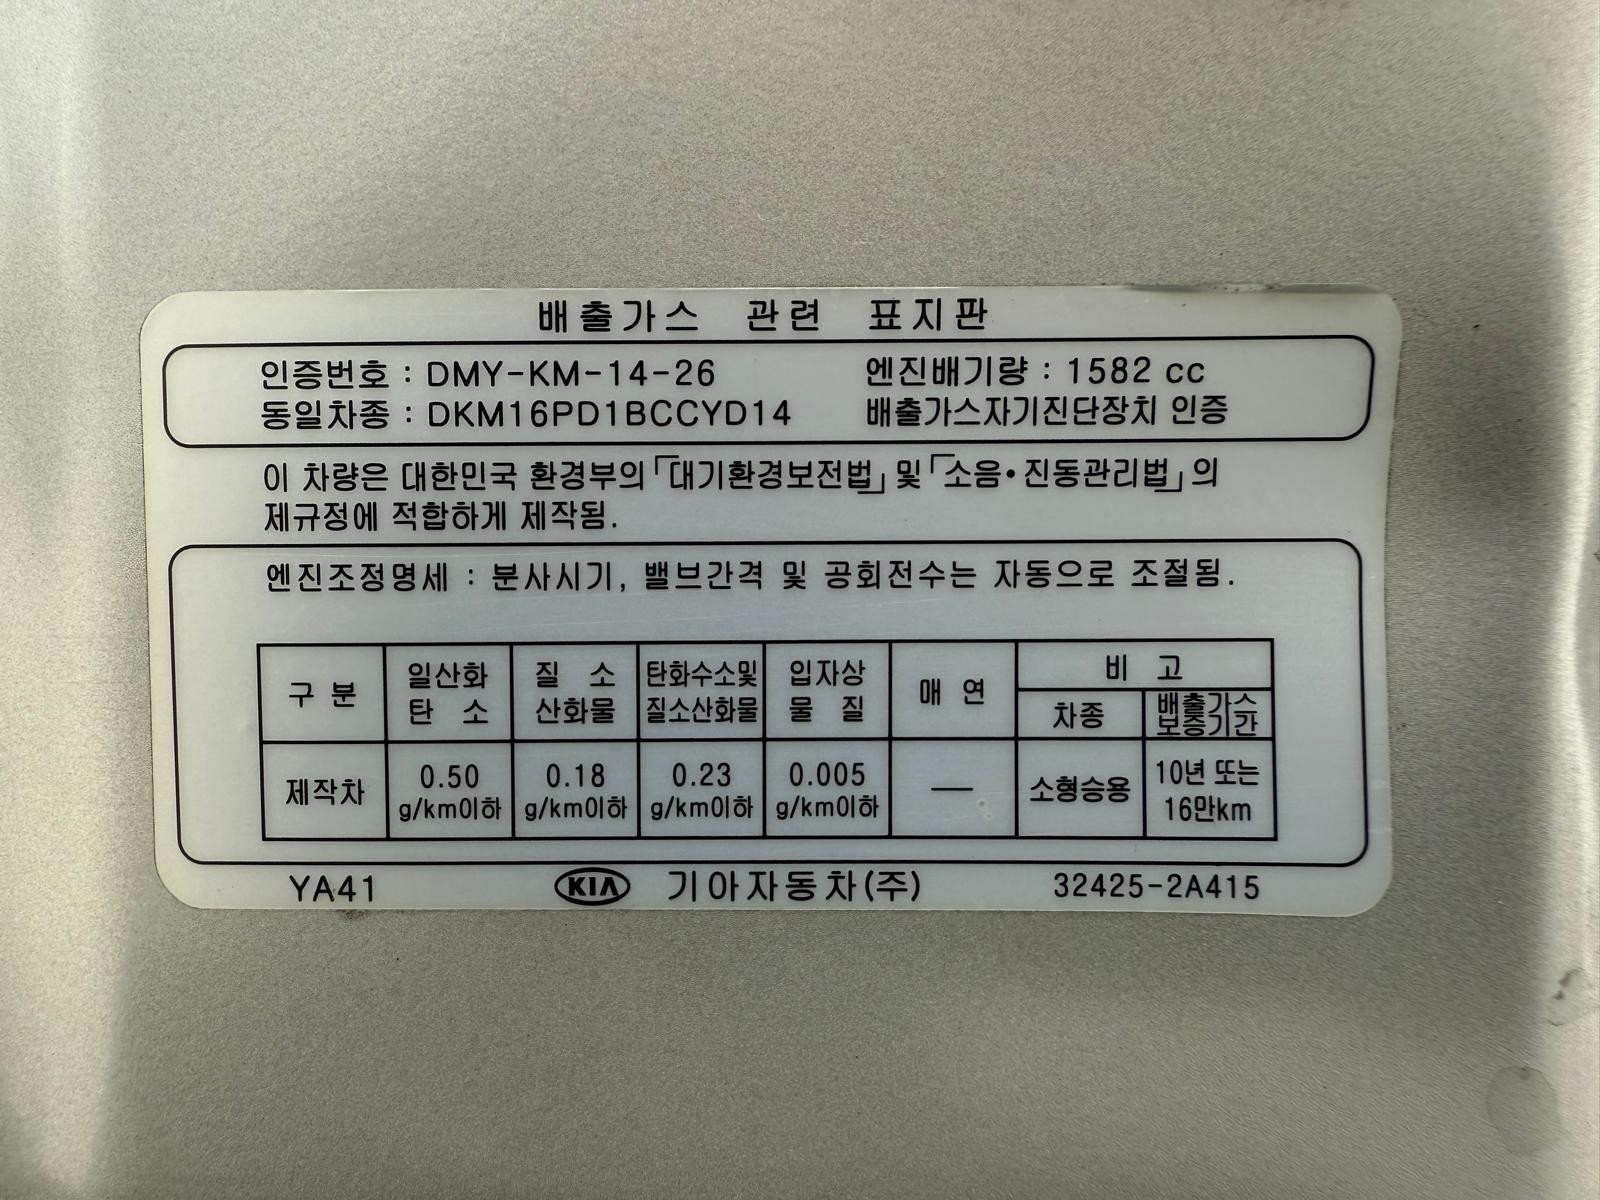 배출가스 관련 표지판
인증번호 : DMY-KM-14-26 엔진배기량 : 1582 cc
동일차종 : DKM16PD1BCCYD14 배출가스자기진단장치 인증
이 차량은 대한민국 환경부의 「대기환경보전법」 및 「소음·진동관리법」의
제규정에 적합하게 제작됨.
엔진조정명세 : 분사시기, 밸브간격 및 공회전수는 자동으로 조절됨.
구 분 일산화 탄 소 질 소 산화물 탄화수소및 질소산화물 입자상 물 질 매 연 비 고
차종 배출가스 보증기간
제작차 0.50 g/km이하 0.18 g/km이하 0.23 g/km이하 0.005 g/km이하 — 소형승용 10년 또는 16만km
YA41 KIA 기아자동차(주) 32425-2A415